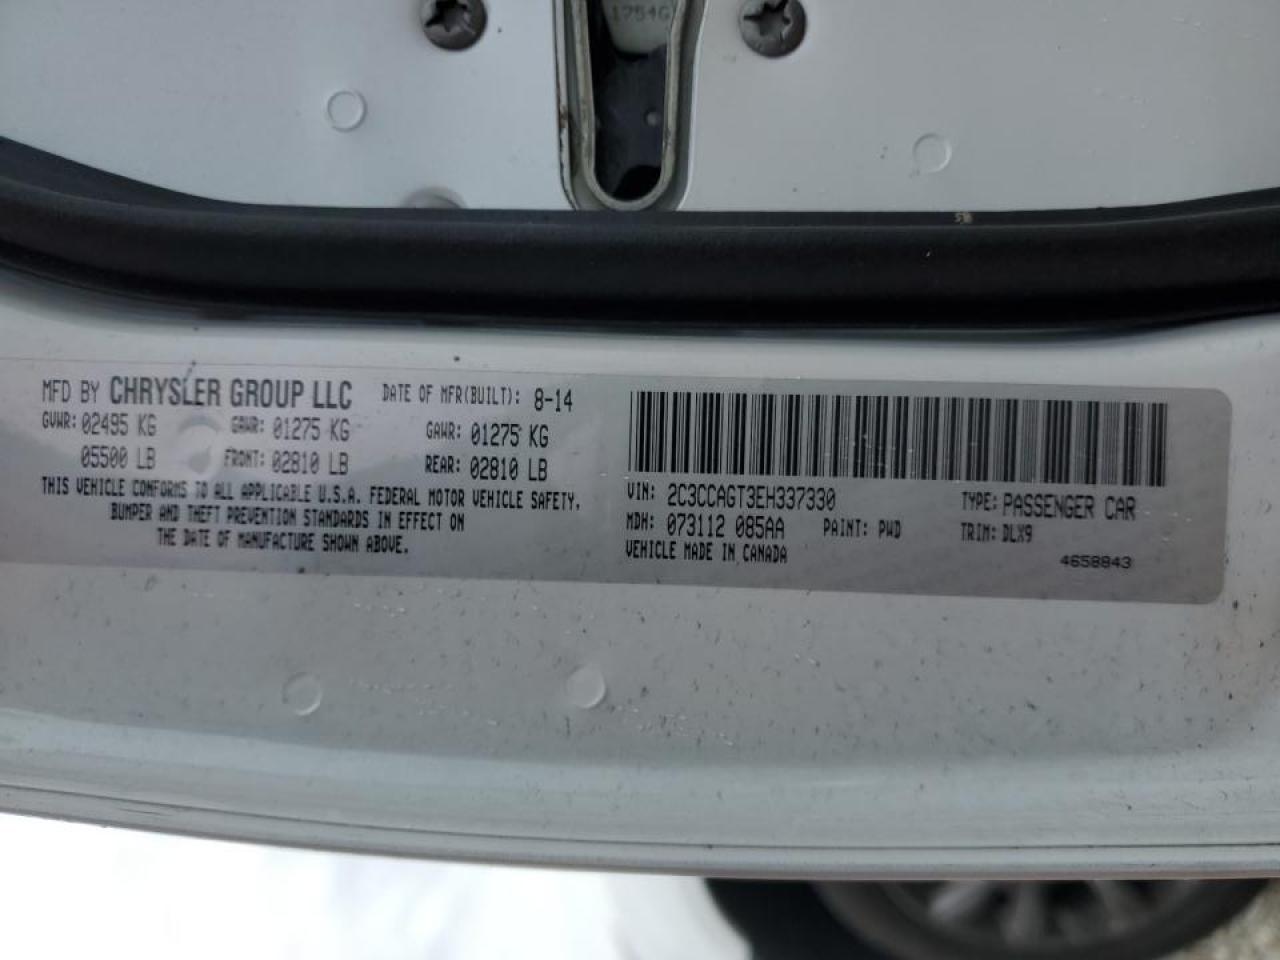 1754G
MFD BY CHRYSLER GROUP LLC DATE OF MFR(BUILT): 8-14
GVWR: 02495 KG GAWR: 01275 KG GAWR: 01275 KG
05500 LB FRONT: 02810 LB REAR: 02810 LB
THIS VEHICLE CONFORMS TO ALL APPLICABLE U.S.A. FEDERAL MOTOR VEHICLE SAFETY,
BUMPER AND THEFT PREVENTION STANDARDS IN EFFECT ON
THE DATE OF MANUFACTURE SHOWN ABOVE.
VIN: 2C3CCAGT3EH337330 TYPE: PASSENGER CAR
MDH: 073112 085AA PAINT: PWD TRIM: DLX9
VEHICLE MADE IN CANADA
4658843